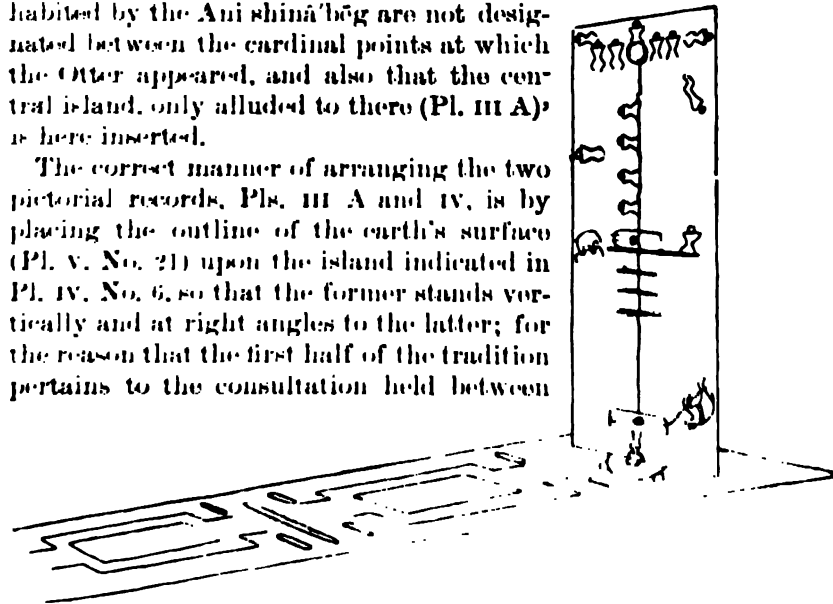 habited by the Ani shinâ′bēg are not desig-
nated between the cardinal points at which
the Otter appeared, and also that the cen-
tral island, only alluded to there (Pl. III A),
is here inserted.
The correct manner of arranging the two
pictorial records, Pls. III A and IV, is by
placing the outline of the earth's surface
(Pl. V, No. 21) upon the island indicated in
Pl. IV, No. 6, so that the former stands ver-
tically and at right angles to the latter; for
the reason that the first half of the tradition
pertains to the consultation held between